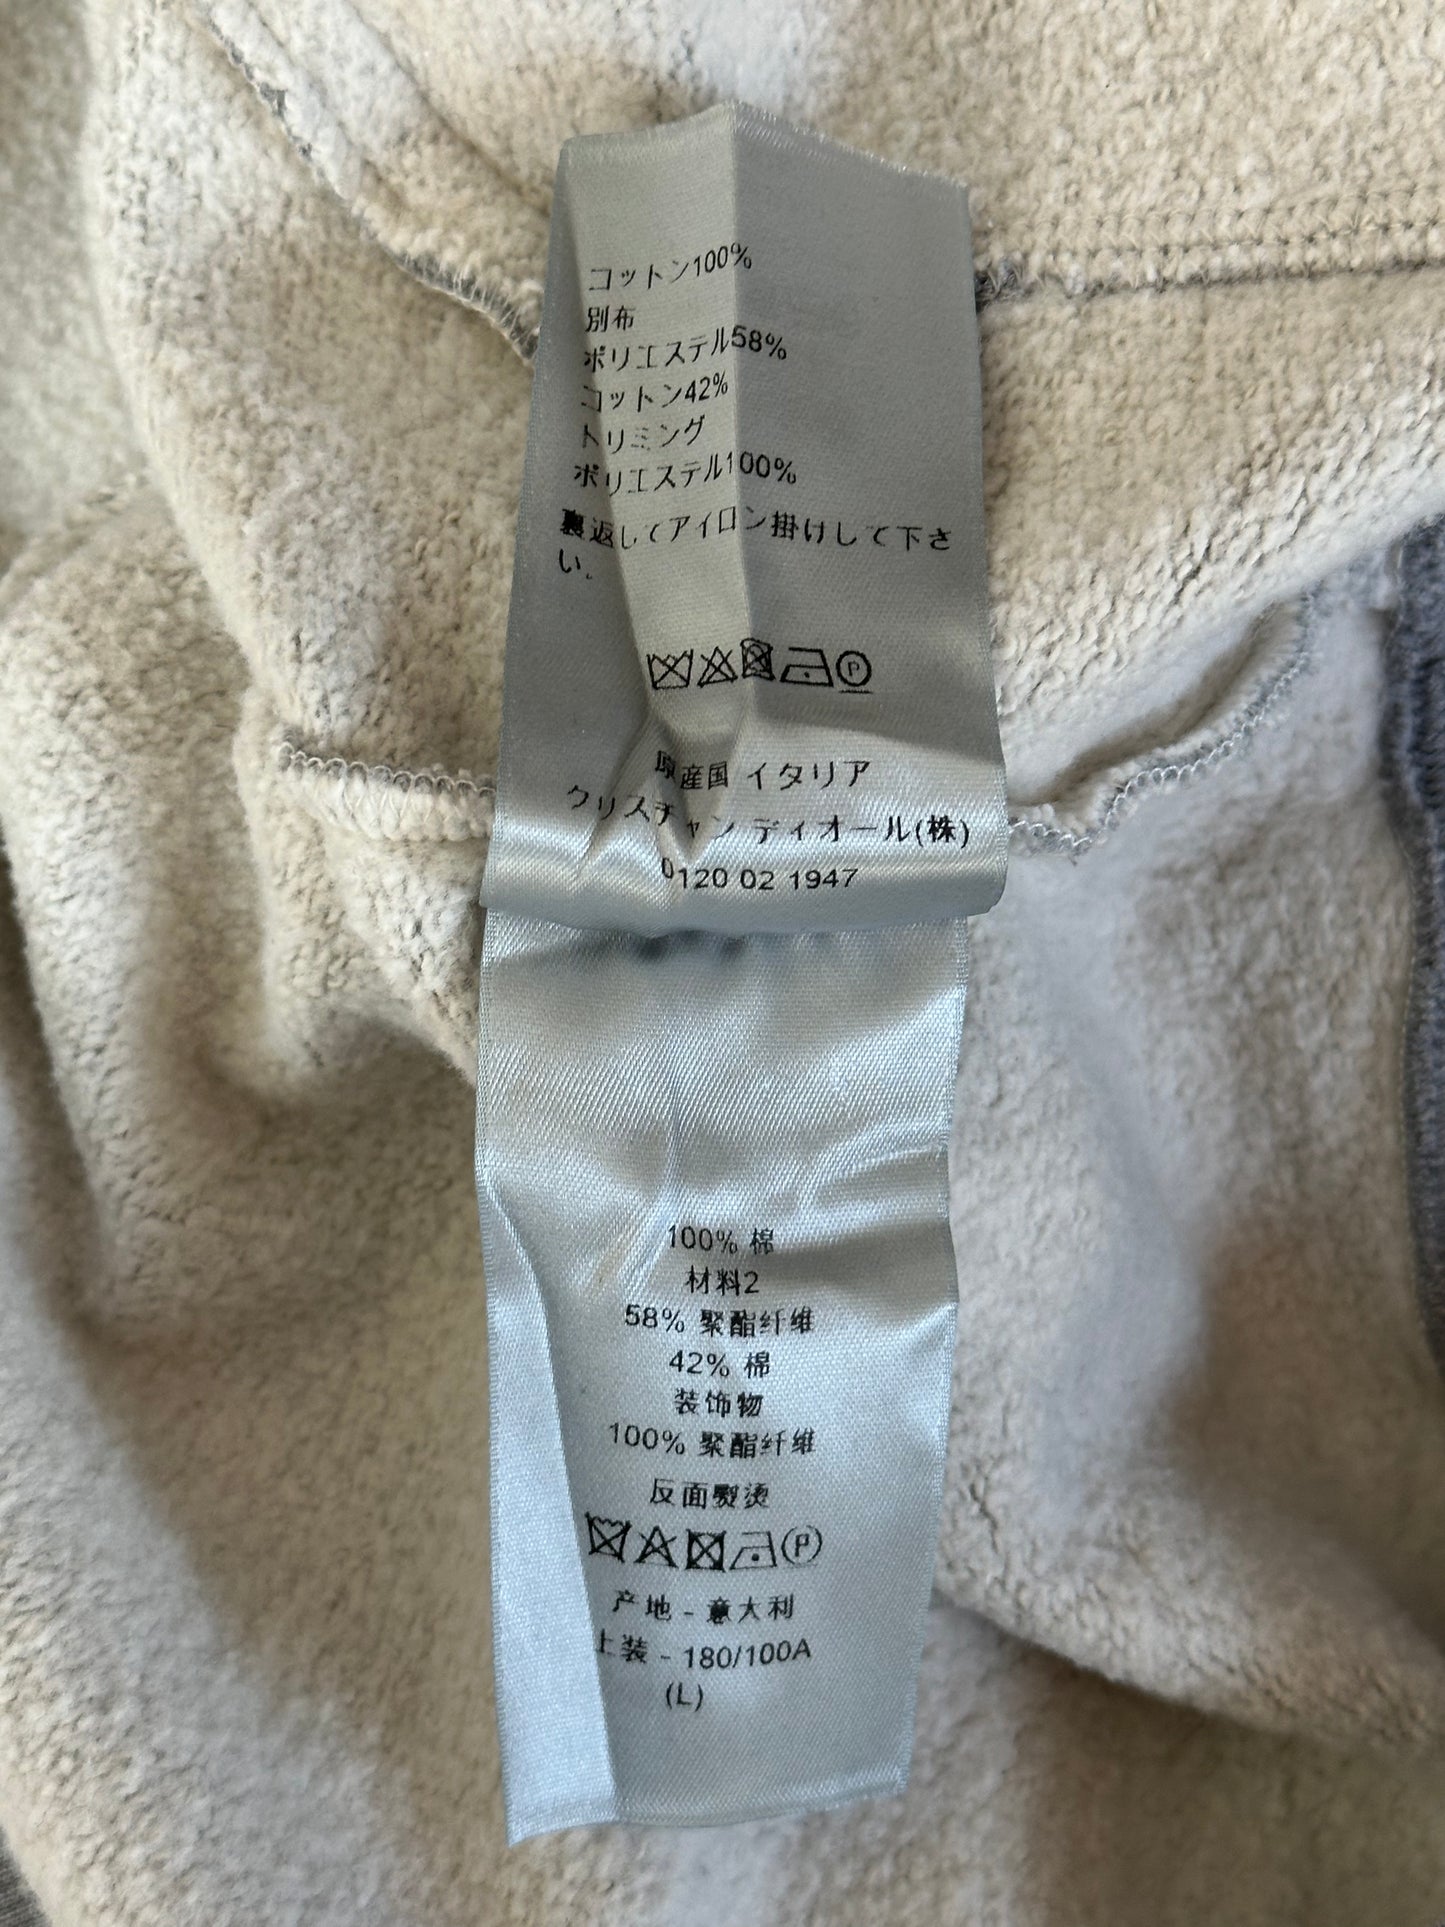 コットン100%
別布
ポリエステル58%
コットン42%
トリミング
ポリエステル100%
裏返してアイロン掛けして下さ
い.
P
原産国 イタリア
クリスチャン ディオール(株)
0120 02 1947
100% 棉
材料2
58% 聚酯纤维
42% 棉
装饰物
100% 聚酯纤维
反面熨烫
P
产地 - 意大利
上装 - 180/100A
(L)